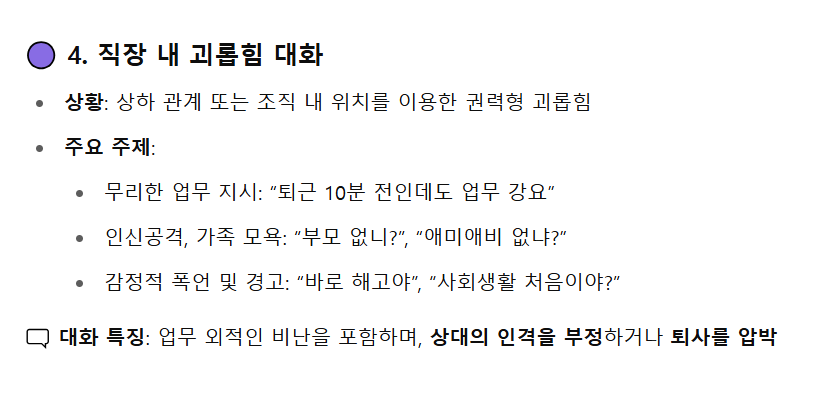 4. 직장 내 괴롭힘 대화
상황: 상하 관계 또는 조직 내 위치를 이용한 권력형 괴롭힘
주요 주제:
무리한 업무 지시: “퇴근 10분 전인데도 업무 강요”
인신공격, 가족 모욕: “부모 없니?”, “애미애비 없냐?”
감정적 폭언 및 경고: “바로 해고야”, “사회생활 처음이야?”
대화 특징: 업무 외적인 비난을 포함하며, 상대의 인격을 부정하거나 퇴사를 압박